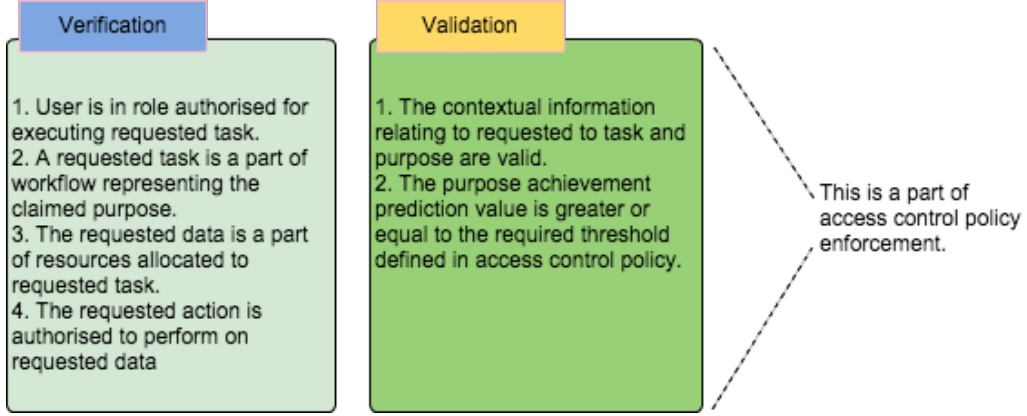 Verification
1. User is in role authorised for
executing requested task.
2. A requested task is a part of
workflow representing the
claimed purpose.
3. The requested data is a part
of resources allocated to
requested task.
4. The requested action is
authorised to perform on
requested data
Validation
1. The contextual information
relating to requested to task and
purpose are valid.
2. The purpose achievement
prediction value is greater or
equal to the required threshold
defined in access control policy.
This is a part of
access control policy
enforcement.